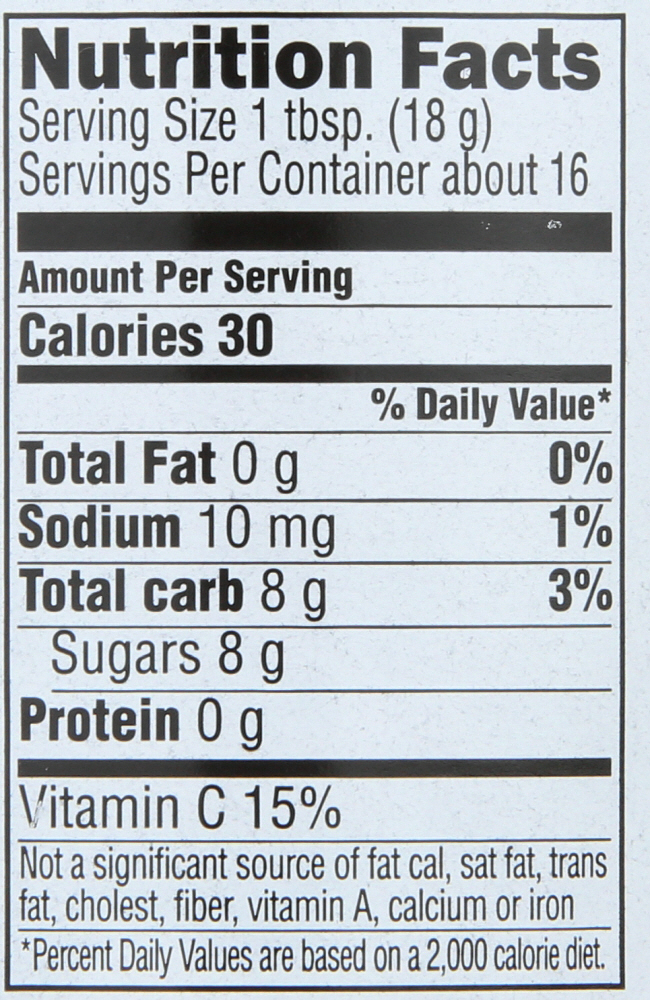 Nutrition Facts
Serving Size 1 tbsp. (18 g)
Servings Per Container about 16
Amount Per Serving
Calories 30
% Daily Value*
Total Fat 0 g 0%
Sodium 10 mg 1%
Total carb 8 g 3%
Sugars 8 g
Protein 0 g
Vitamin C 15%
Not a significant source of fat cal, sat fat, trans
fat, cholest, fiber, vitamin A, calcium or iron
*Percent Daily Values are based on a 2,000 calorie diet.